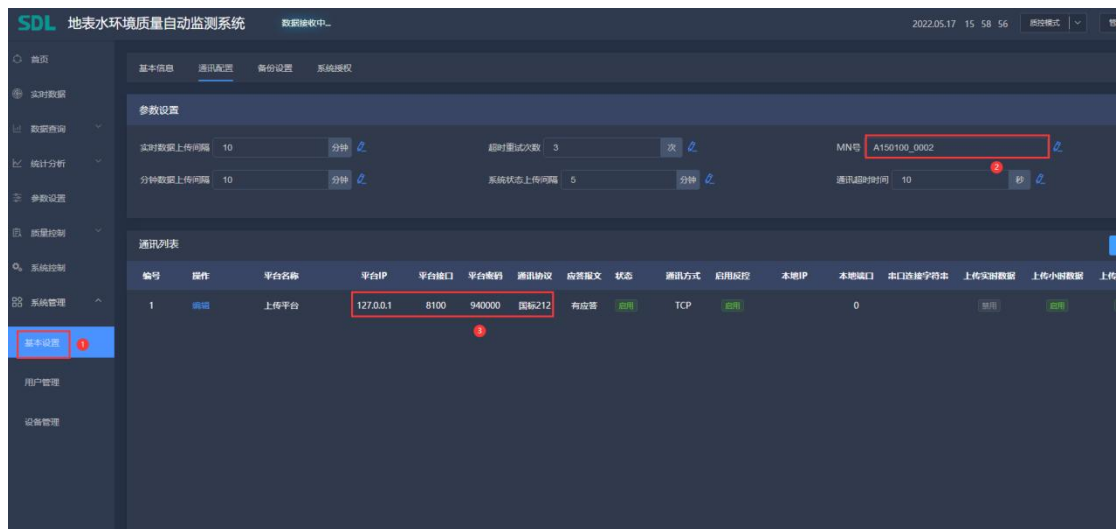 SDL 地表水环境质量自动监测系统 数据接收中... 2022.05.17 15 58 56 质控模式
首页
实时数据
数据查询
统计分析
参数设置
质量控制
系统控制
系统管理
基本设置 1
用户管理
设备管理
基本信息 通讯配置 备份设置 系统授权
参数设置
实时数据上传间隔 10 分钟 超时重试次数 3 次 MN号 A150100_0002
2
分钟数据上传间隔 10 分钟 系统状态上传间隔 5 分钟 通讯超时时间 10 秒
通讯列表
编号 操作 平台名称 平台IP 平台接口 平台密码 通讯协议 应答报文 状态 通讯方式 启用反控 本地IP 本地端口 串口连接字符串 上传实时数据 上传小时数据 上传
1 编辑 上传平台 127.0.0.1 8100 940000 国标212 有应答 启用 TCP 启用 0 禁用 启用
3